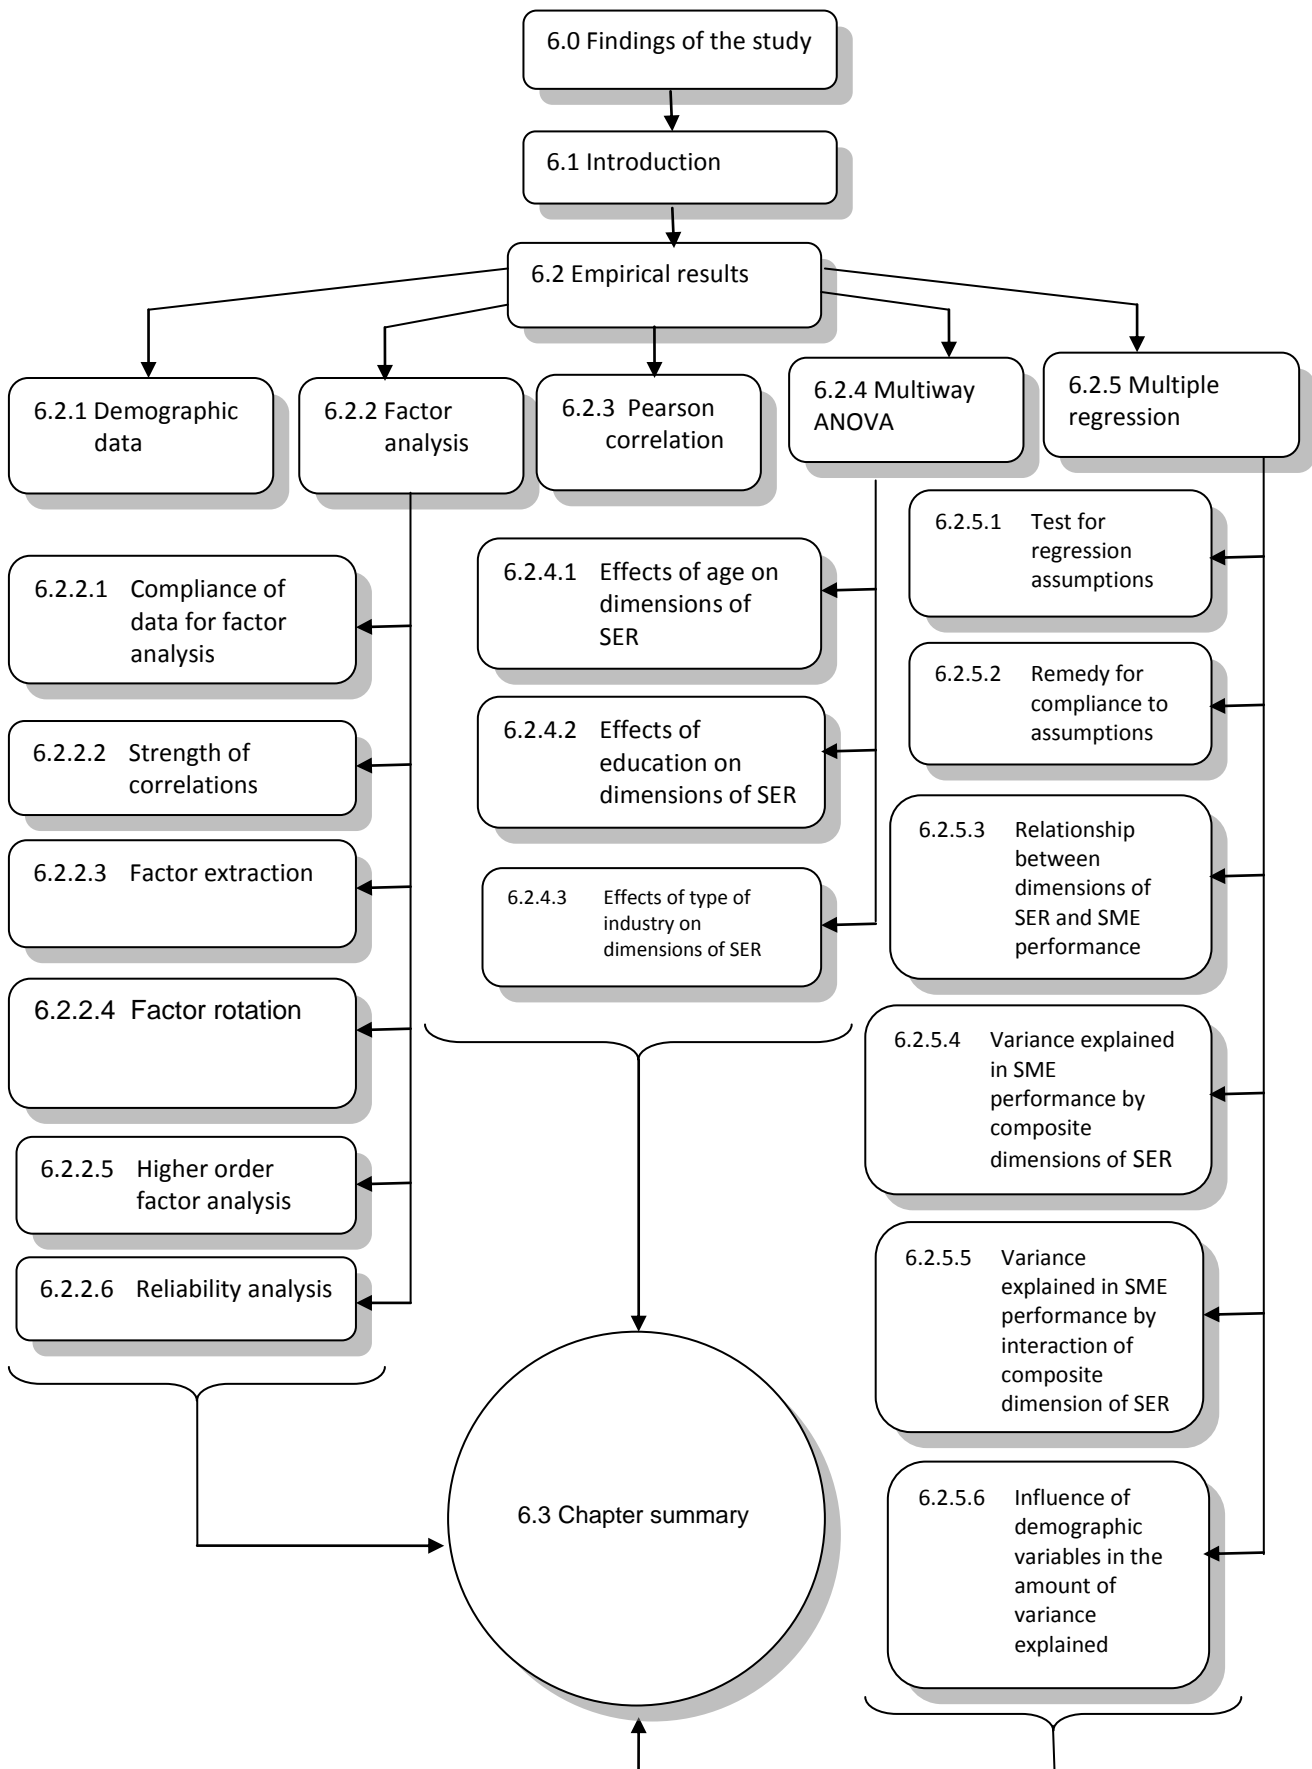 6.0 Findings of the study
6.1 Introduction
6.2 Empirical results
6.2.1 Demographic
data
6.2.2 Factor
analysis
6.2.3 Pearson
correlation
6.2.4 Multiway
ANOVA
6.2.5 Multiple
regression
6.2.2.1 Compliance of
data for factor
analysis
6.2.2.2 Strength of
correlations
6.2.2.3 Factor extraction
6.2.2.4 Factor rotation
6.2.2.5 Higher order
factor analysis
6.2.2.6 Reliability analysis
6.2.4.1 Effects of age on
dimensions of
SER
6.2.4.2 Effects of
education on
dimensions of SER
6.2.4.3 Effects of type of
industry on
dimensions of SER
6.2.5.1 Test for
regression
assumptions
6.2.5.2 Remedy for
compliance to
assumptions
6.2.5.3 Relationship
between
dimensions of
SER and SME
performance
6.2.5.4 Variance explained
in SME
performance by
composite
dimensions of SER
6.2.5.5 Variance
explained in SME
performance by
interaction of
composite
dimension of SER
6.2.5.6 Influence of
demographic
variables in the
amount of
variance
explained
6.3 Chapter summary